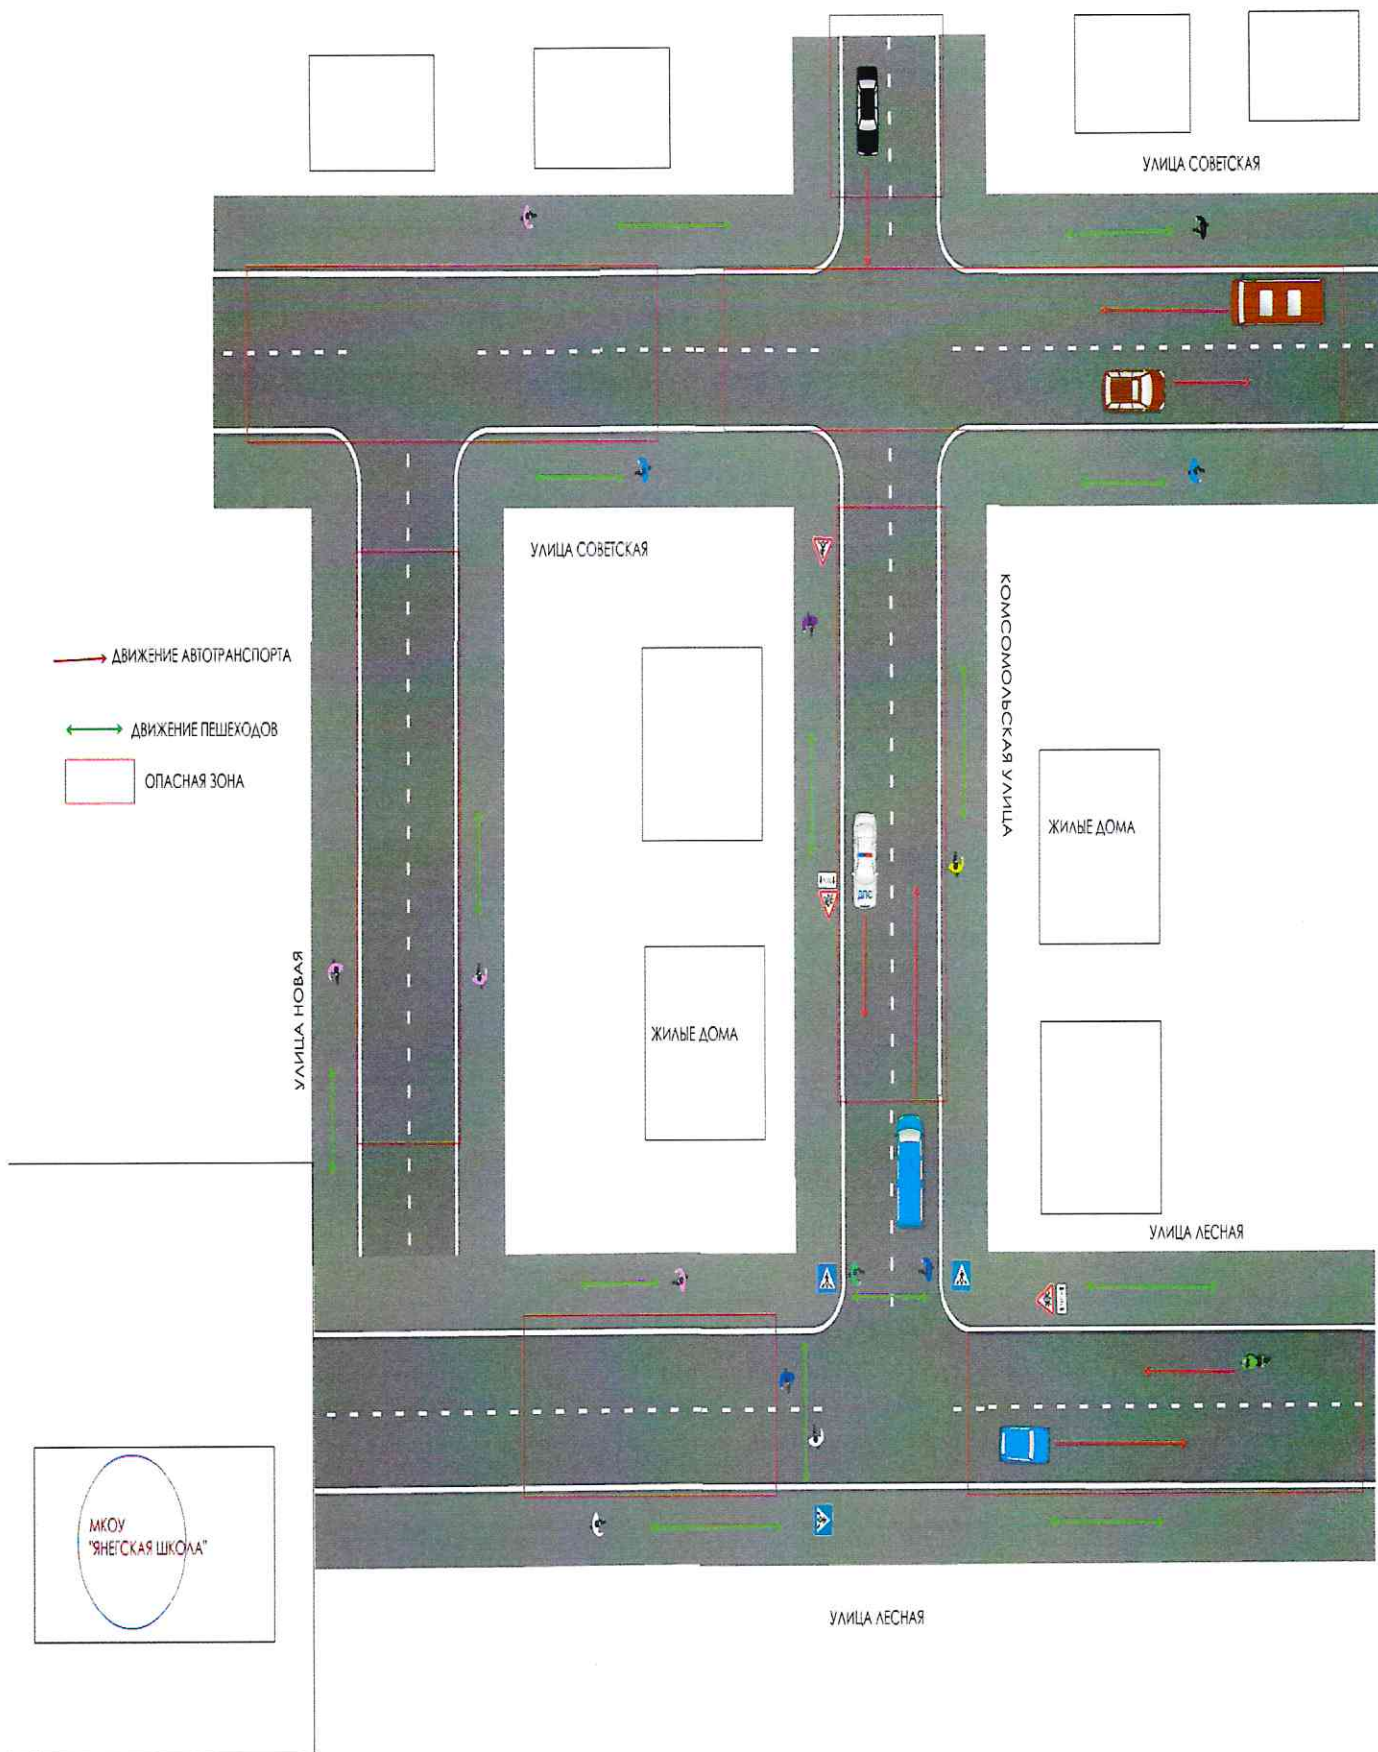 УЛИЦА СОВЕТСКАЯ
УЛИЦА СОВЕТСКАЯ
КОМСОМОЛЬСКАЯ УЛИЦА
ДВИЖЕНИЕ АВТОТРАНСПОРТА
ДВИЖЕНИЕ ПЕШЕХОДОВ
ОПАСНАЯ ЗОНА
ЖИЛЫЕ ДОМА
ДПС
УЛИЦА НОВАЯ
ЖИЛЫЕ ДОМА
УЛИЦА ЛЕСНАЯ
МКОУ
"ЯНЕГСКАЯ ШКОЛА"
УЛИЦА ЛЕСНАЯ